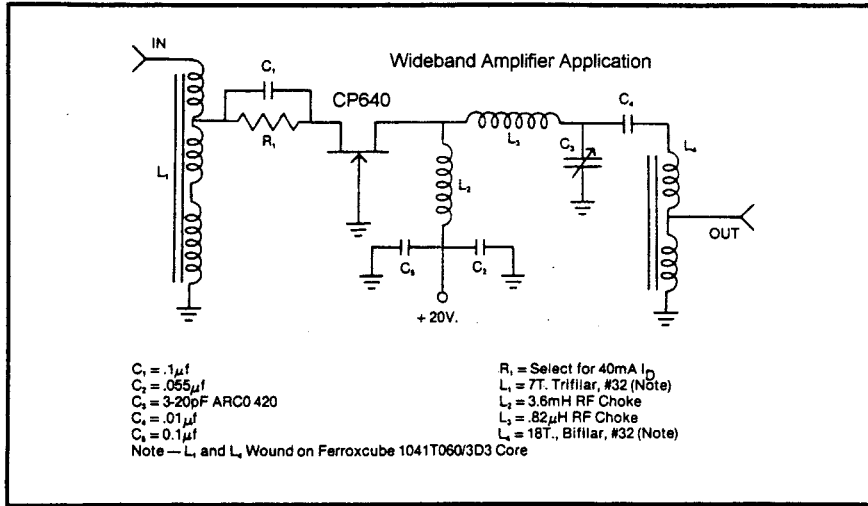 IN
Wideband Amplifier Application
C₁
CP640
C₄
R₁
L₃
C₃
L₄
L₁
L₂
OUT
C₅
C₂
+ 20V.
C₁ = .1μf
C₂ = .055μf
C₃ = 3-20pF ARCO 420
C₄ = .01μf
C₅ = 0.1μf
Note — L₁ and L₄ Wound on Ferroxcube 1041T060/3D3 Core
R₁ = Select for 40mA I_D
L₁ = 7T. Trifilar, #32 (Note)
L₂ = 3.6mH RF Choke
L₃ = .82μH RF Choke
L₄ = 18T., Bifilar, #32 (Note)